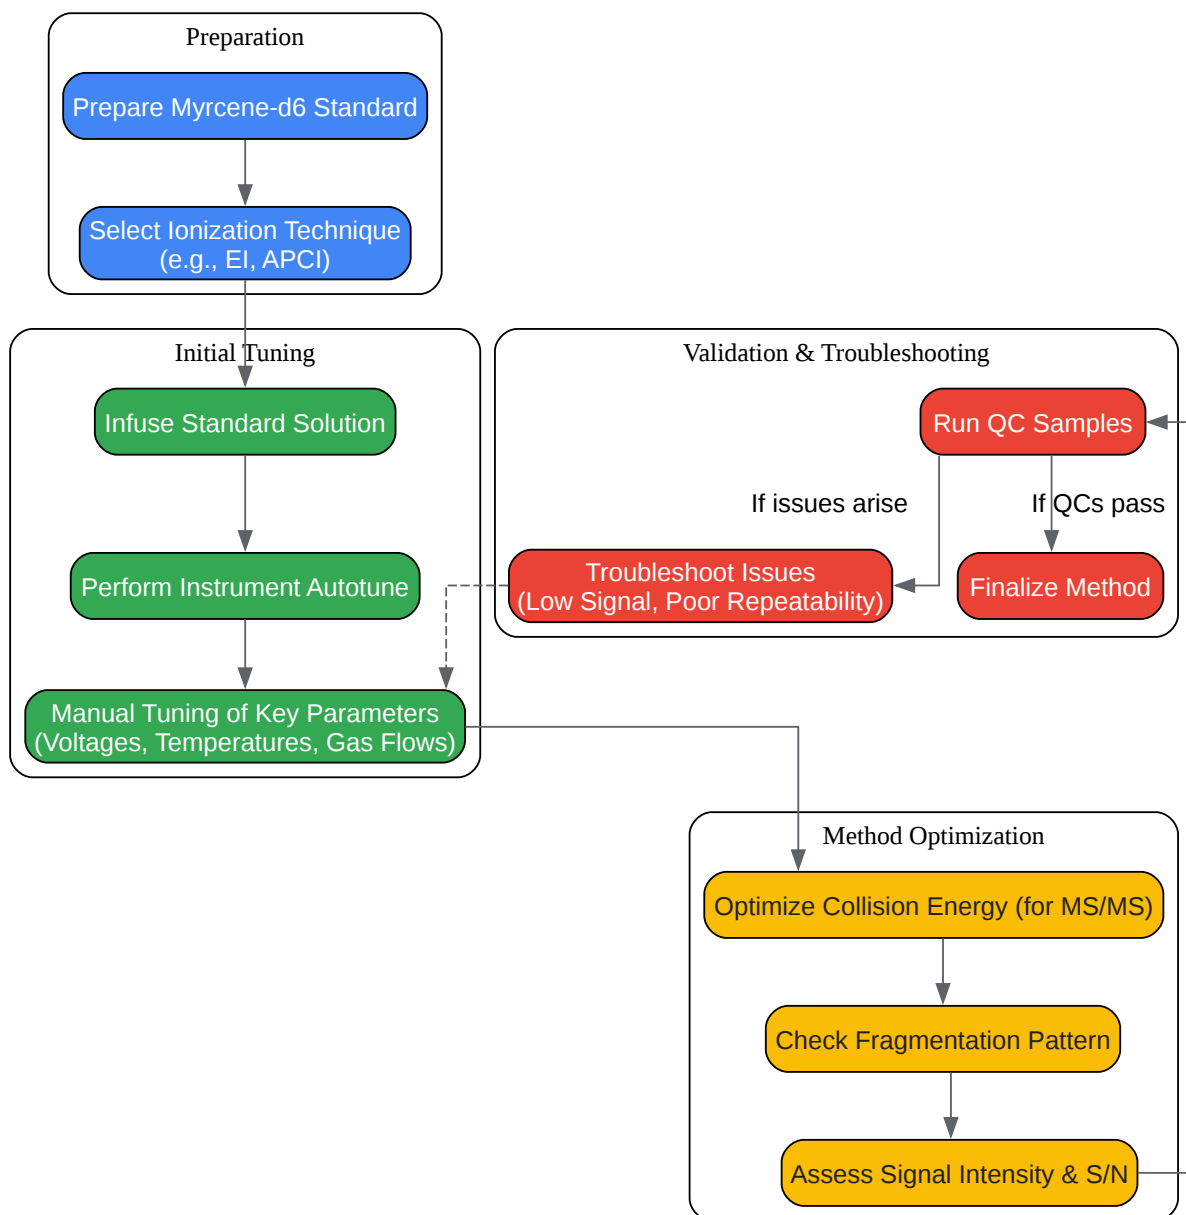 Preparation
Prepare Myrcene-d6 Standard
Select Ionization Technique
(e.g., EI, APCI)
Initial Tuning
Infuse Standard Solution
Perform Instrument Autotune
Manual Tuning of Key Parameters
(Voltages, Temperatures, Gas Flows)
Validation & Troubleshooting
Run QC Samples
If issues arise
If QCs pass
Troubleshoot Issues
(Low Signal, Poor Repeatability)
Finalize Method
Method Optimization
Optimize Collision Energy (for MS/MS)
Check Fragmentation Pattern
Assess Signal Intensity & S/N